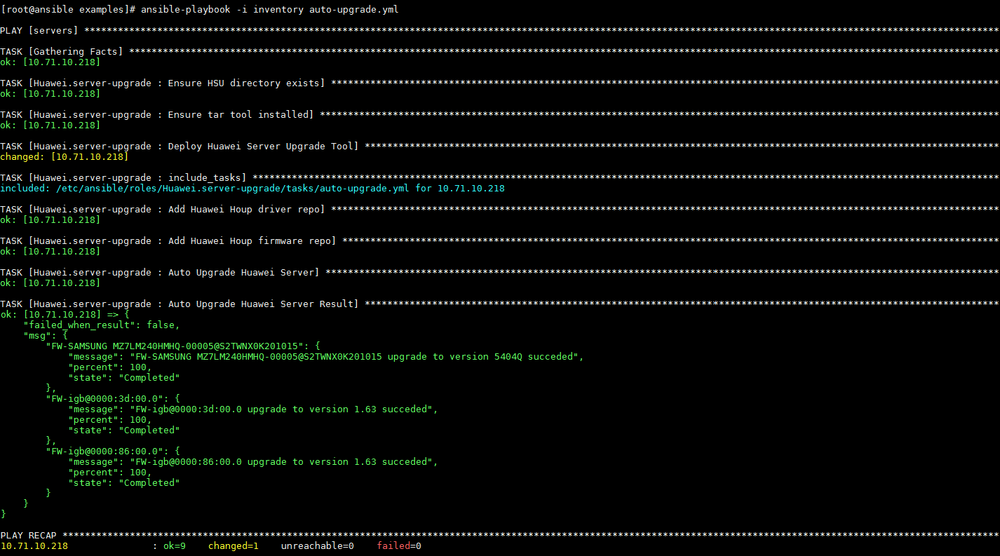 [root@ansible examples]# ansible-playbook -i inventory auto-upgrade.yml
PLAY [servers] *******************************************************************************************************************************************************************
TASK [Gathering Facts] ***********************************************************************************************************************************************************
ok: [10.71.10.218]
TASK [Huawei.server-upgrade : Ensure HSU directory exists] ***********************************************************************************************************************
ok: [10.71.10.218]
TASK [Huawei.server-upgrade : Ensure tar tool installed] *************************************************************************************************************************
ok: [10.71.10.218]
TASK [Huawei.server-upgrade : Deploy Huawei Server Upgrade Tool] *****************************************************************************************************************
changed: [10.71.10.218]
TASK [Huawei.server-upgrade : include_tasks] *************************************************************************************************************************************
included: /etc/ansible/roles/Huawei.server-upgrade/tasks/auto-upgrade.yml for 10.71.10.218
TASK [Huawei.server-upgrade : Add Huawei Houp driver repo] ***********************************************************************************************************************
ok: [10.71.10.218]
TASK [Huawei.server-upgrade : Add Huawei Houp firmware repo] *********************************************************************************************************************
ok: [10.71.10.218]
TASK [Huawei.server-upgrade : Auto Upgrade Huawei Server] ************************************************************************************************************************
ok: [10.71.10.218]
TASK [Huawei.server-upgrade : Auto Upgrade Huawei Server Result] *****************************************************************************************************************
ok: [10.71.10.218] => {
    "failed_when_result": false,
    "msg": {
        "FW-SAMSUNG MZ7LM240HMHQ-00005@S2TWNX0K201015": {
            "message": "FW-SAMSUNG MZ7LM240HMHQ-00005@S2TWNX0K201015 upgrade to version 5404Q succeded",
            "percent": 100,
            "state": "Completed"
        },
        "FW-igb@0000:3d:00.0": {
            "message": "FW-igb@0000:3d:00.0 upgrade to version 1.63 succeded",
            "percent": 100,
            "state": "Completed"
        },
        "FW-igb@0000:86:00.0": {
            "message": "FW-igb@0000:86:00.0 upgrade to version 1.63 succeded",
            "percent": 100,
            "state": "Completed"
        }
    }
}
PLAY RECAP ***********************************************************************************************************************************************************************
10.71.10.218               : ok=9    changed=1    unreachable=0    failed=0